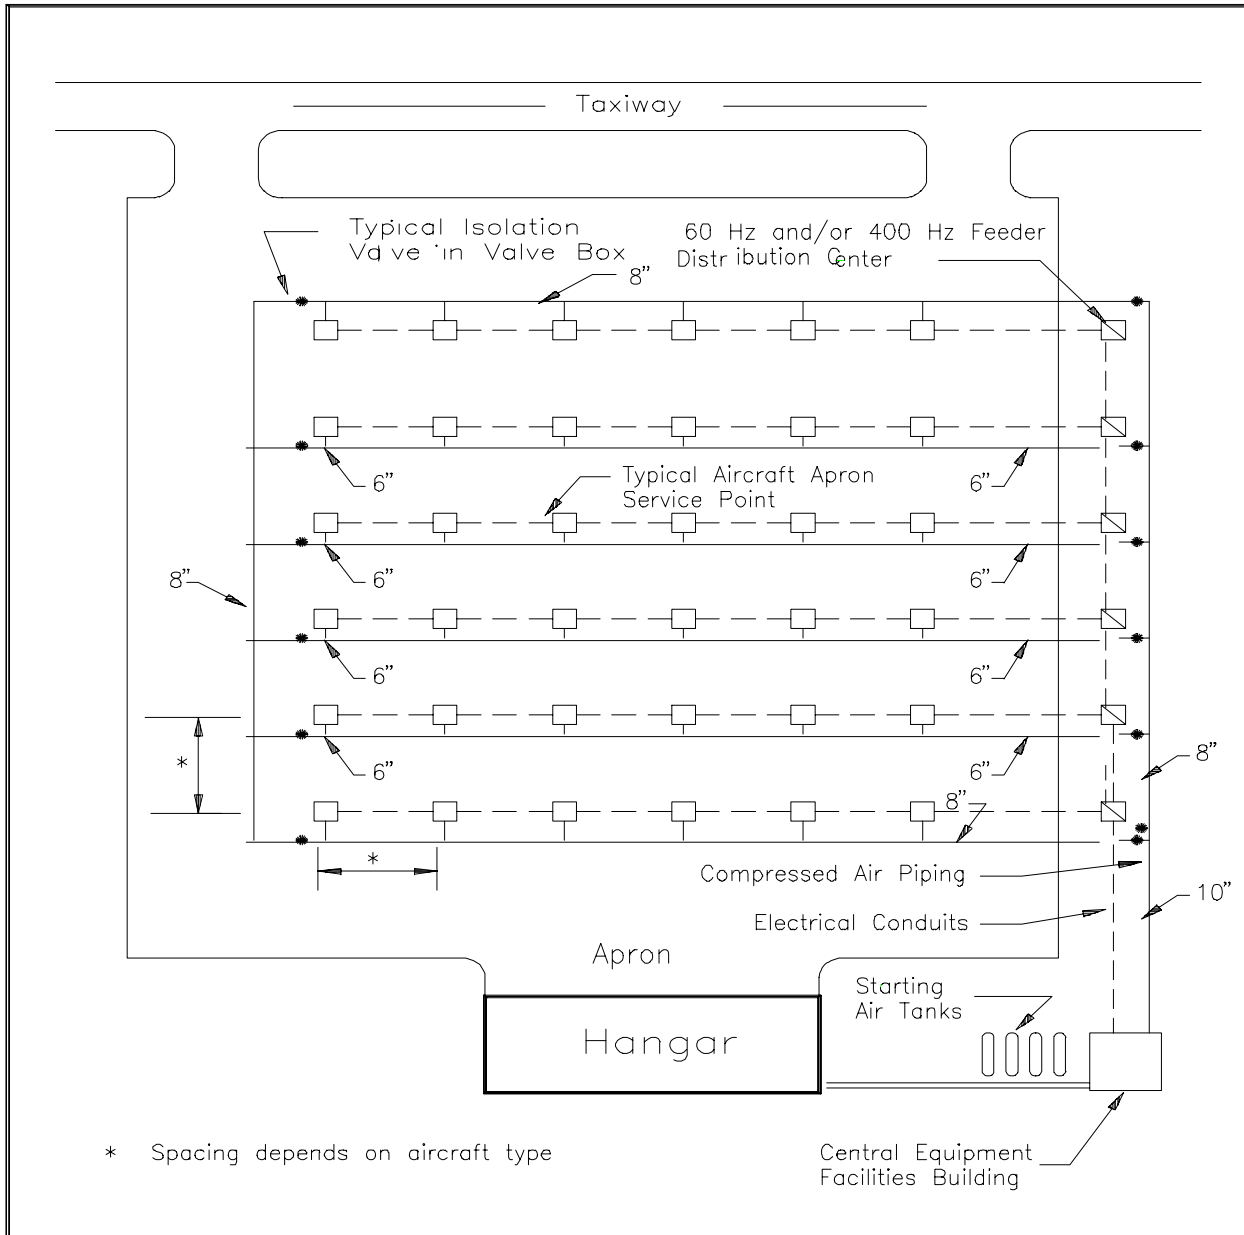 Taxiway
Typical Isolation
Valve in Valve Box
60 Hz and/or 400 Hz Feeder
Distribution Center
8"
6"
6"
Typical Aircraft Apron
Service Point
6"
6"
8"
6"
6"
*
6"
6"
8"
8"
*
Compressed Air Piping
10"
Electrical Conduits
Apron
Starting
Air Tanks
Hangar
* Spacing depends on aircraft type
Central Equipment
Facilities Building